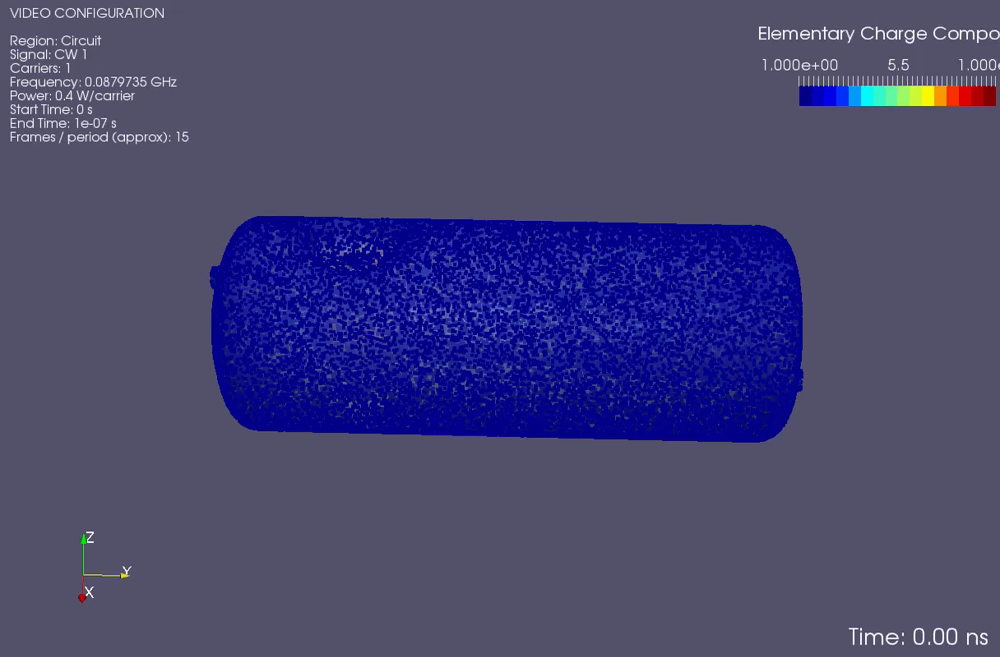 VIDEO CONFIGURATION
Region: Circuit
Signal: CW 1
Carriers: 1
Frequency: 0.0879735 GHz
Power: 0.4 W/carrier
Start Time: 0 s
End Time: 1e-07 s
Frames / period (approx): 15
Elementary Charge Compo
1.000e+00 5.5 1.000e
Z
Y
X
Time: 0.00 ns